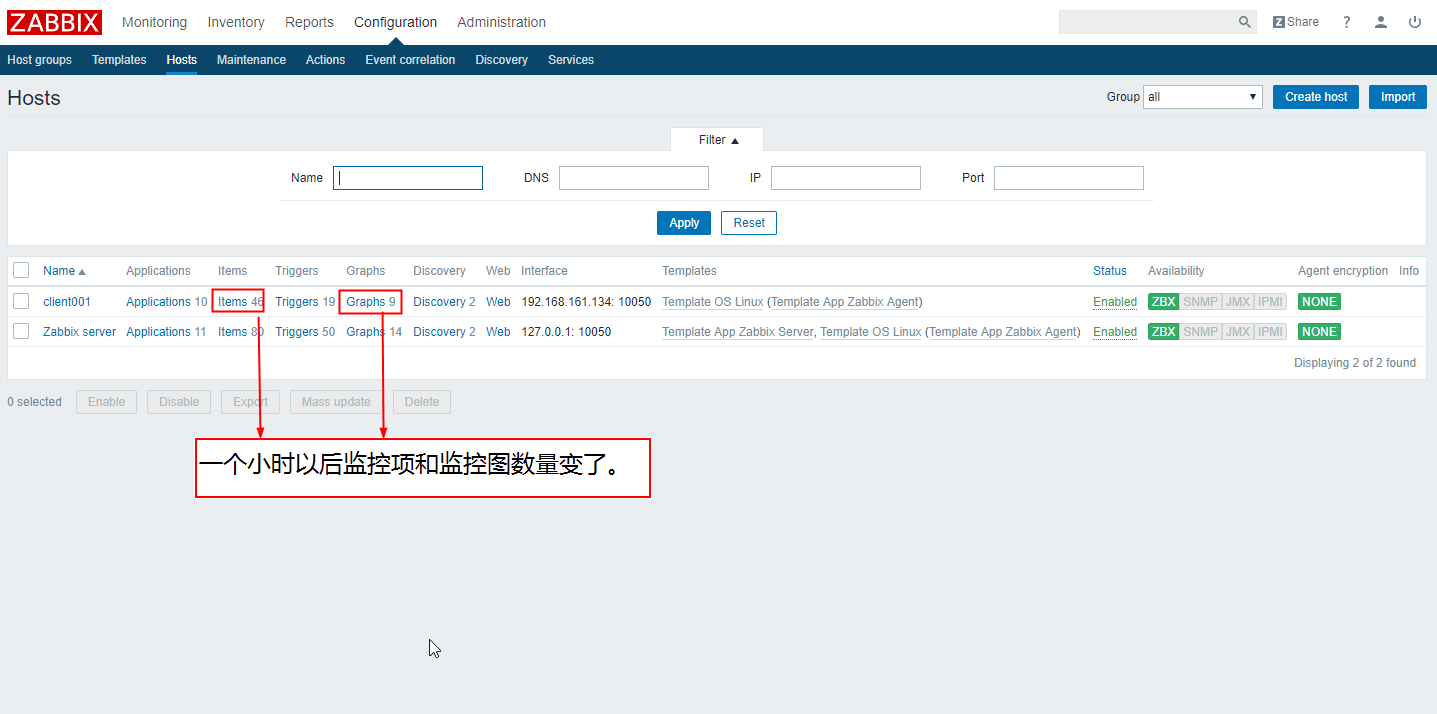 ZABBIX Monitoring Inventory Reports Configuration Administration Z Share ?
Host groups Templates Hosts Maintenance Actions Event correlation Discovery Services
Hosts Group all Create host Import
Filter
Name DNS IP Port
Apply Reset
Name Applications Items Triggers Graphs Discovery Web Interface Templates Status Availability Agent encryption Info
client001 Applications 10 Items 46 Triggers 19 Graphs 9 Discovery 2 Web 192.168.161.134: 10050 Template OS Linux (Template App Zabbix Agent) Enabled ZBX SNMP JMX IPMI NONE
Zabbix server Applications 11 Items 80 Triggers 50 Graphs 14 Discovery 2 Web 127.0.0.1: 10050 Template App Zabbix Server, Template OS Linux (Template App Zabbix Agent) Enabled ZBX SNMP JMX IPMI NONE
Displaying 2 of 2 found
0 selected Enable Disable Export Mass update Delete
一个小时以后监控项和监控图数量变了。